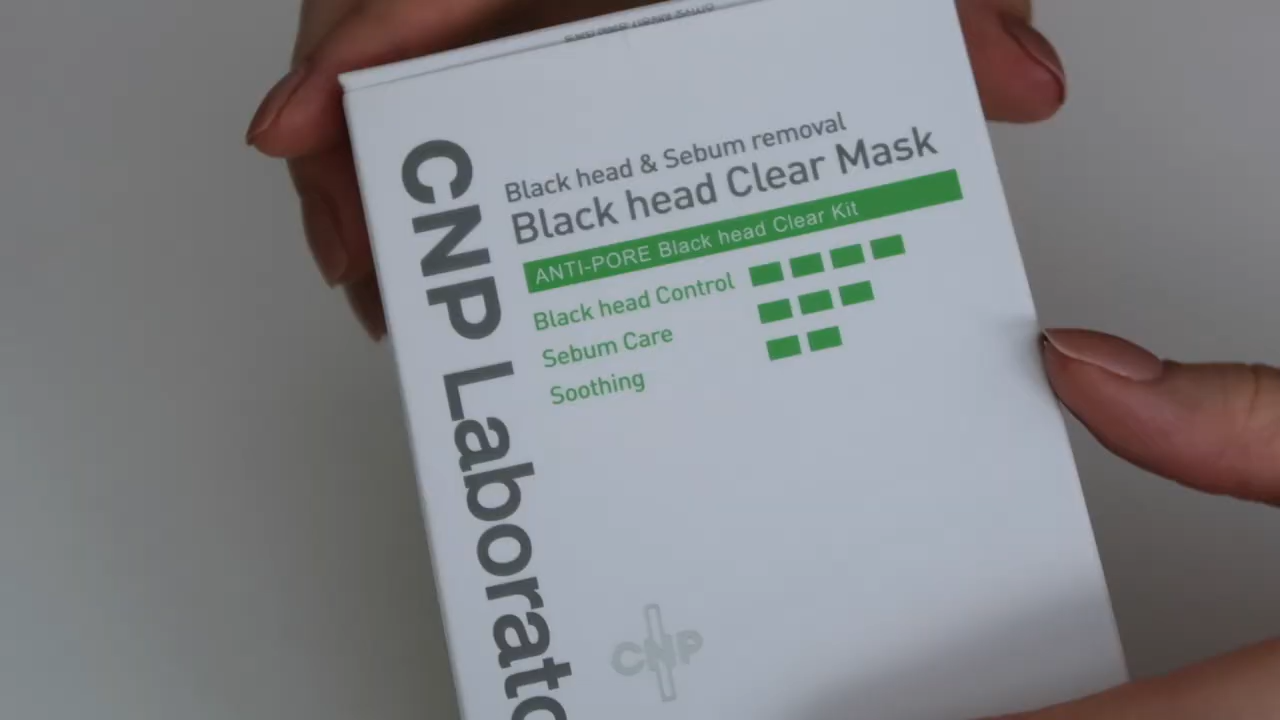 CNP Laborato
Black head & Sebum removal
Black head Clear Mask
ANTI-PORE Black head Clear Kit
Black head Control
Sebum Care
Soothing
CNP